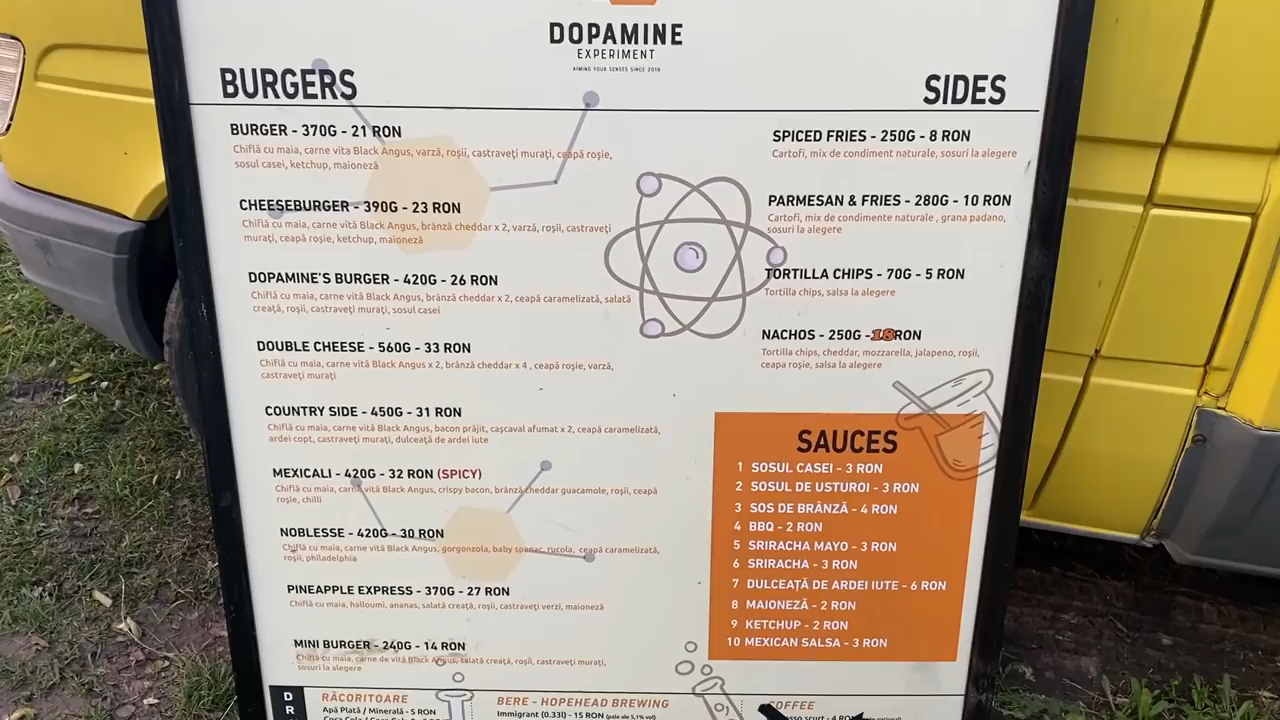 DOPAMINE
EXPERIMENT
AIMING YOUR SENSES SINCE 2019
BURGERS
BURGER - 370G - 21 RON
Chiflă cu maia, carne vita Black Angus, varză, roșii, castraveți murați, ceapă roșie,
sosul casei, ketchup, maioneză
CHEESEBURGER - 390G - 23 RON
Chiflă cu maia, carne vită Black Angus, brânză cheddar x 2, varză, roșii, castraveti
murați, ceapă roșie, ketchup, maioneză
DOPAMINE'S BURGER - 420G - 26 RON
Chiflă cu maia, carne vită Black Angus, brânză cheddar x 2, ceapă caramelizată, salată
creață, roșii, castraveți murați, sosul casei
DOUBLE CHEESE - 560G - 33 RON
Chiflă cu maia, carne vită Black Angus x 2, brânză cheddar x 4 , ceapă roșie, varză,
castraveți murați
COUNTRY SIDE - 450G - 31 RON
Chiflă cu maia, carne vită Black Angus, bacon prăjit, cașcaval afumat x 2, ceapă caramelizată,
ardei copt, castraveți murați, dulceață de ardei iute
MEXICALI - 420G - 32 RON (SPICY)
Chiflă cu maia, carne vită Black Angus, crispy bacon, brânză cheddar guacamole, roșii, ceapă
roșie, chilli
NOBLESSE - 420G - 30 RON
Chiflă cu maia, carne vită Black Angus, gorgonzola, baby spanac, rucola, ceapă caramelizată,
roșii, philadelphia
PINEAPPLE EXPRESS - 370G - 27 RON
Chiflă cu maia, halloumi, ananas, salată creață, roșii, castraveți verzi, maioneză
MINI BURGER - 240G - 14 RON
Chiflă cu maia, carne de vită Black Angus, salată creață, roșii, castraveți murați,
sosuri la alegere
SIDES
SPICED FRIES - 250G - 8 RON
Cartofi, mix de condiment naturale, sosuri la alegere
PARMESAN & FRIES - 280G - 10 RON
Cartofi, mix de condimente naturale , grana padano,
sosuri la alegere
TORTILLA CHIPS - 70G - 5 RON
Tortilla chips, salsa la alegere
NACHOS - 250G - 18 RON
Tortilla chips, cheddar, mozzarella, jalapeno, roșii,
ceapa roșie, salsa la alegere
SAUCES
1 SOSUL CASEI - 3 RON
2 SOSUL DE USTUROI - 3 RON
3 SOS DE BRÂNZĂ - 4 RON
4 BBQ - 2 RON
5 SRIRACHA MAYO - 3 RON
6 SRIRACHA - 3 RON
7 DULCEAȚĂ DE ARDEI IUTE - 6 RON
8 MAIONEZĂ - 2 RON
9 KETCHUP - 2 RON
10 MEXICAN SALSA - 3 RON
RĂCORITOARE
Apă Plată / Minerală - 5 RON
BERE - HOPEHEAD BREWING
Immigrant (0.33l) - 15 RON (pale ale 5,1% vol)
COFFEE
scurt - 4 RON